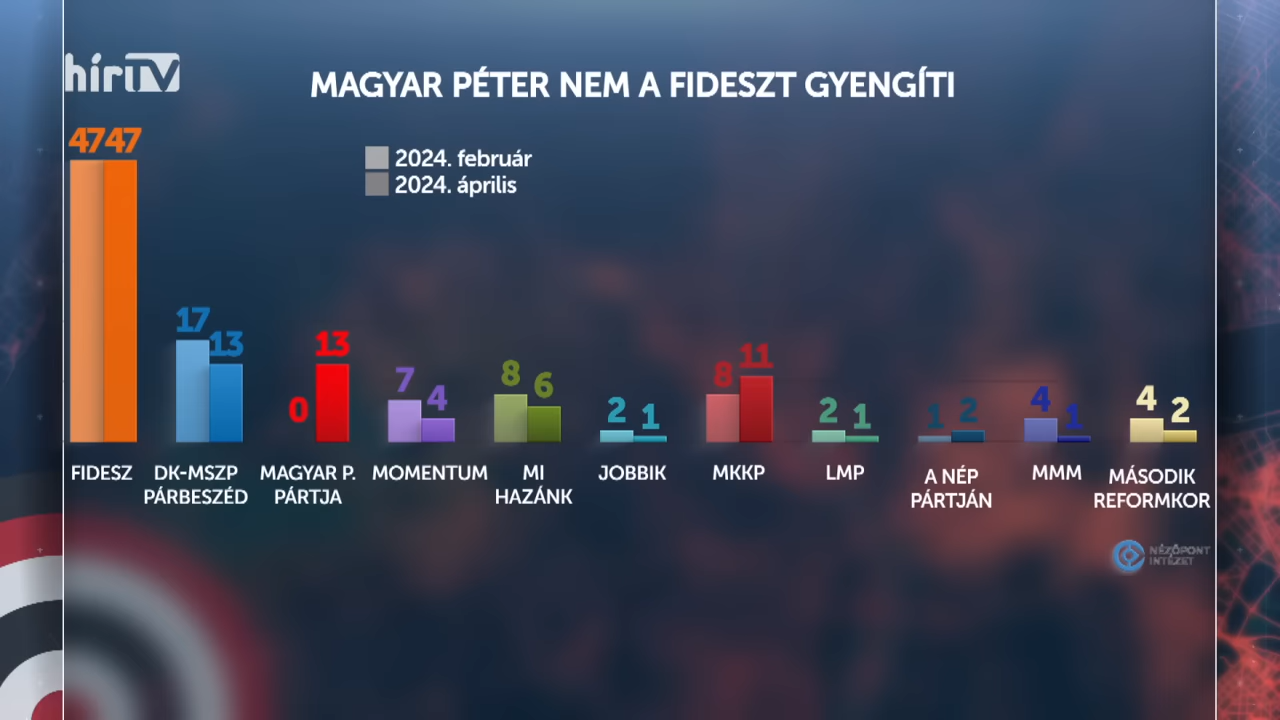 hírTV
MAGYAR PÉTER NEM A FIDESZT GYENGÍTI
2024. február
2024. április
47 47
17 13
0 13
7 4
8 6
2 1
8 11
2 1
1 2
4 1
4 2
FIDESZ
DK-MSZP
PÁRBESZÉD
MAGYAR P.
PÁRTJA
MOMENTUM
MI
HAZÁNK
JOBBIK
MKKP
LMP
A NÉP
PÁRTJÁN
MMM
MÁSODIK
REFORMKOR
NÉZŐPONT
INTÉZET